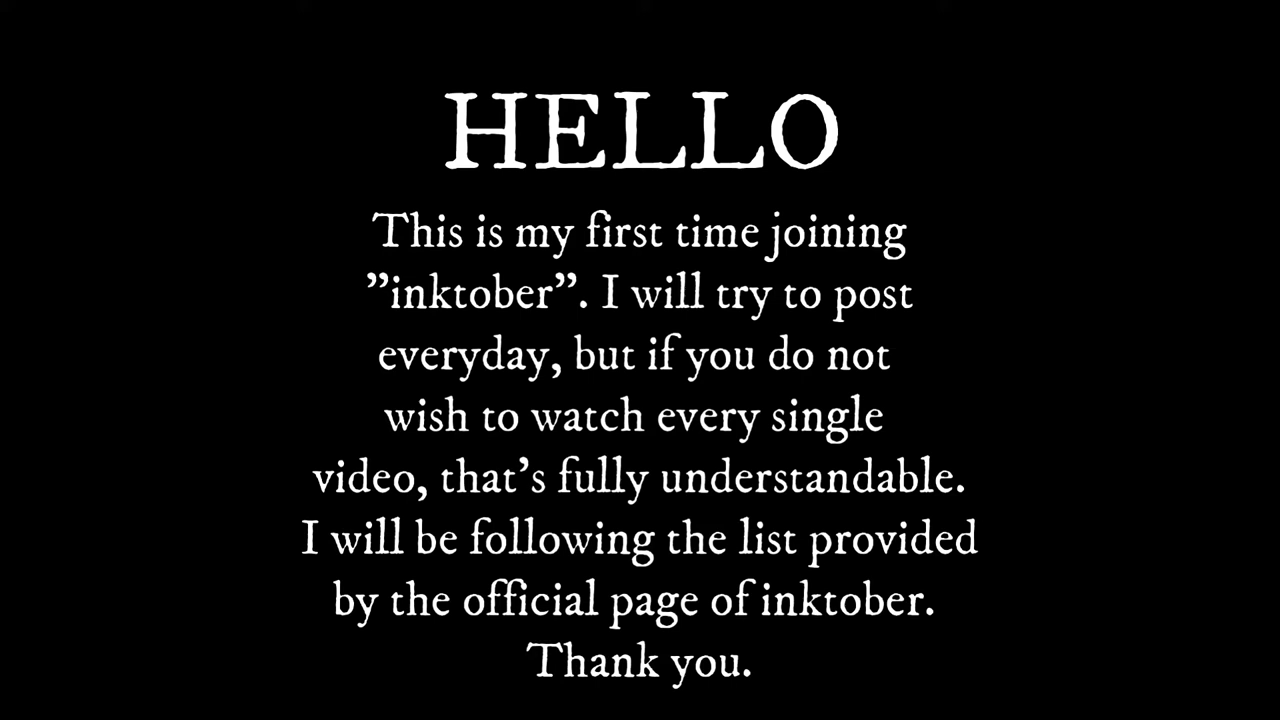 HELLO
This is my first time joining
”inktober”. I will try to post
everyday, but if you do not
wish to watch every single
video, that’s fully understandable.
I will be following the list provided
by the official page of inktober.
Thank you.